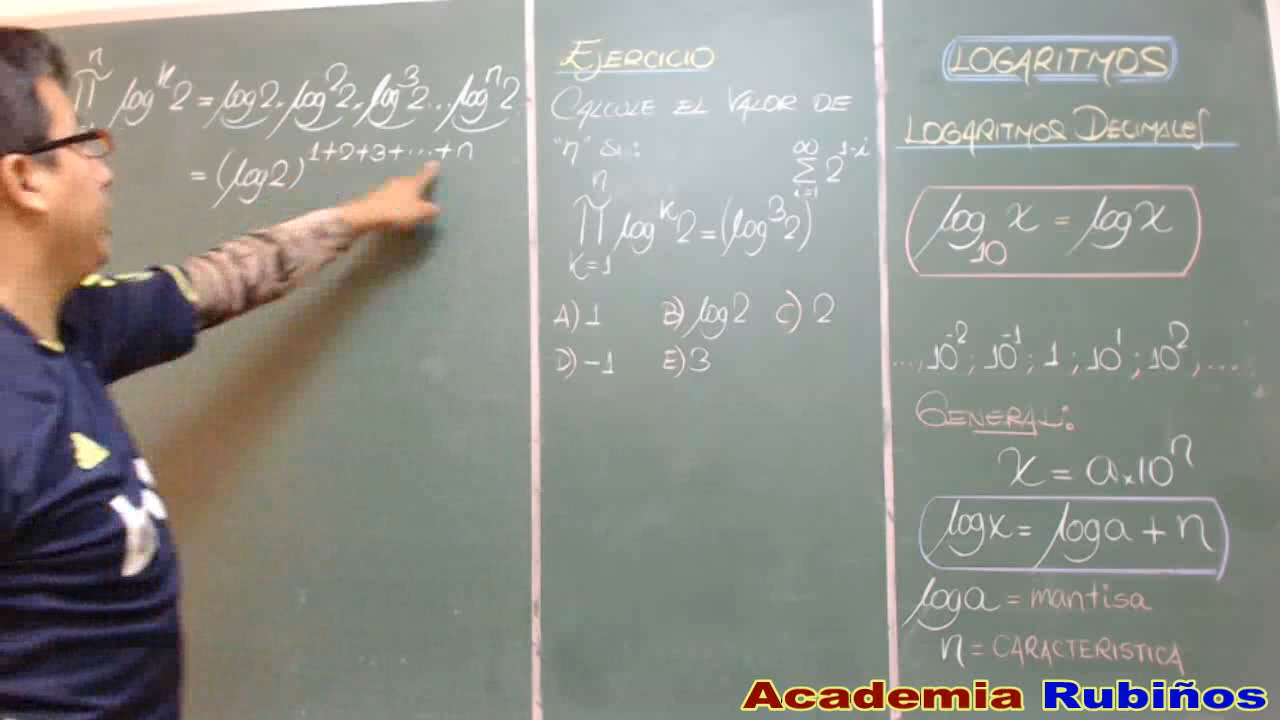 n
∏ log^k 2 = log2 . log²2 . log³2 ... log^n 2
= (log2)^1+2+3+...+n
EJERCICIO
CALCULE EL VALOR DE
"n" si:
n
∏ log^k 2 = (log³2)^∞∑i=1 2^1-i
k=1
A) 1 B) log2 C) 2
D) -1 E) 3
LOGARITMOS
LOGARITMOS DECIMALES
log₁₀ x = log x
..., 10⁻² ; 10⁻¹ ; 1 ; 10¹ ; 10² , ...
GENERAL:
x = a x 10ⁿ
log x = log a + n
log a = mantisa
n = CARACTERISTICA
Academia Rubiños